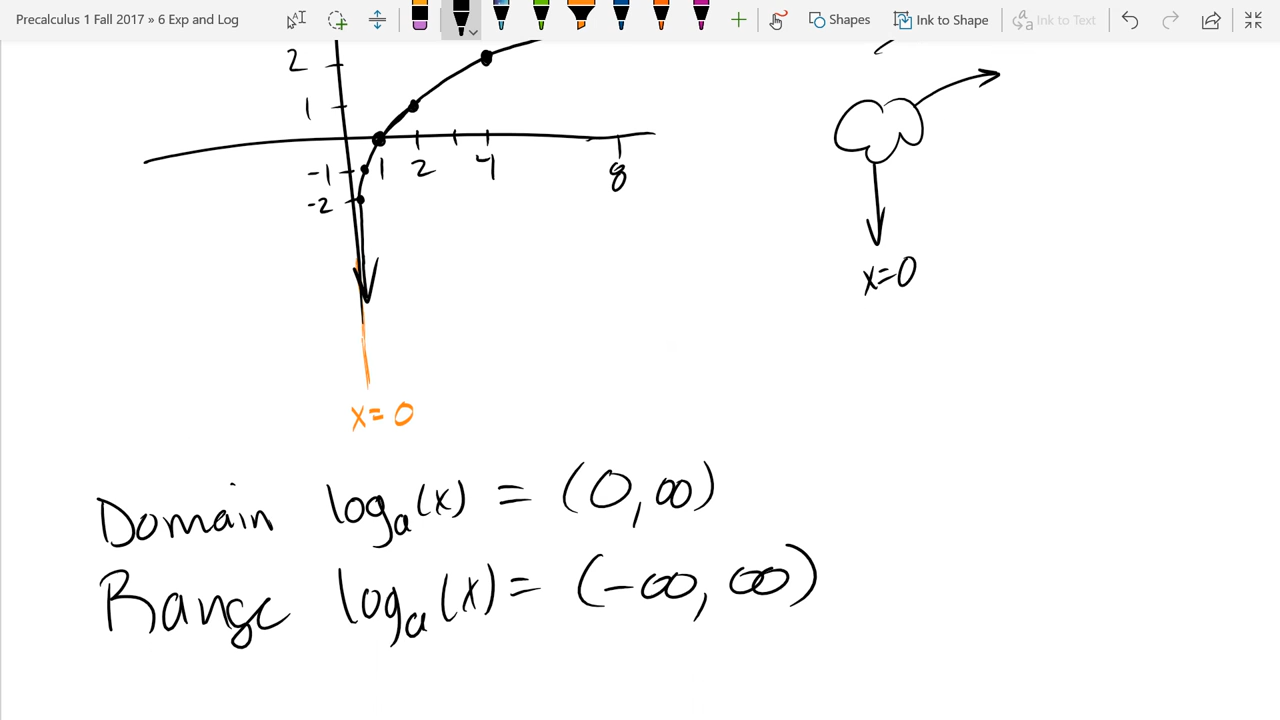 Precalculus 1 Fall 2017 » 6 Exp and Log
Shapes
Ink to Shape
Ink to Text
2
1
-1
-2
1 2 4 8
x=0
x=0
Domain log_a(x) = (0,∞)
Range log_a(x) = (-∞, ∞)